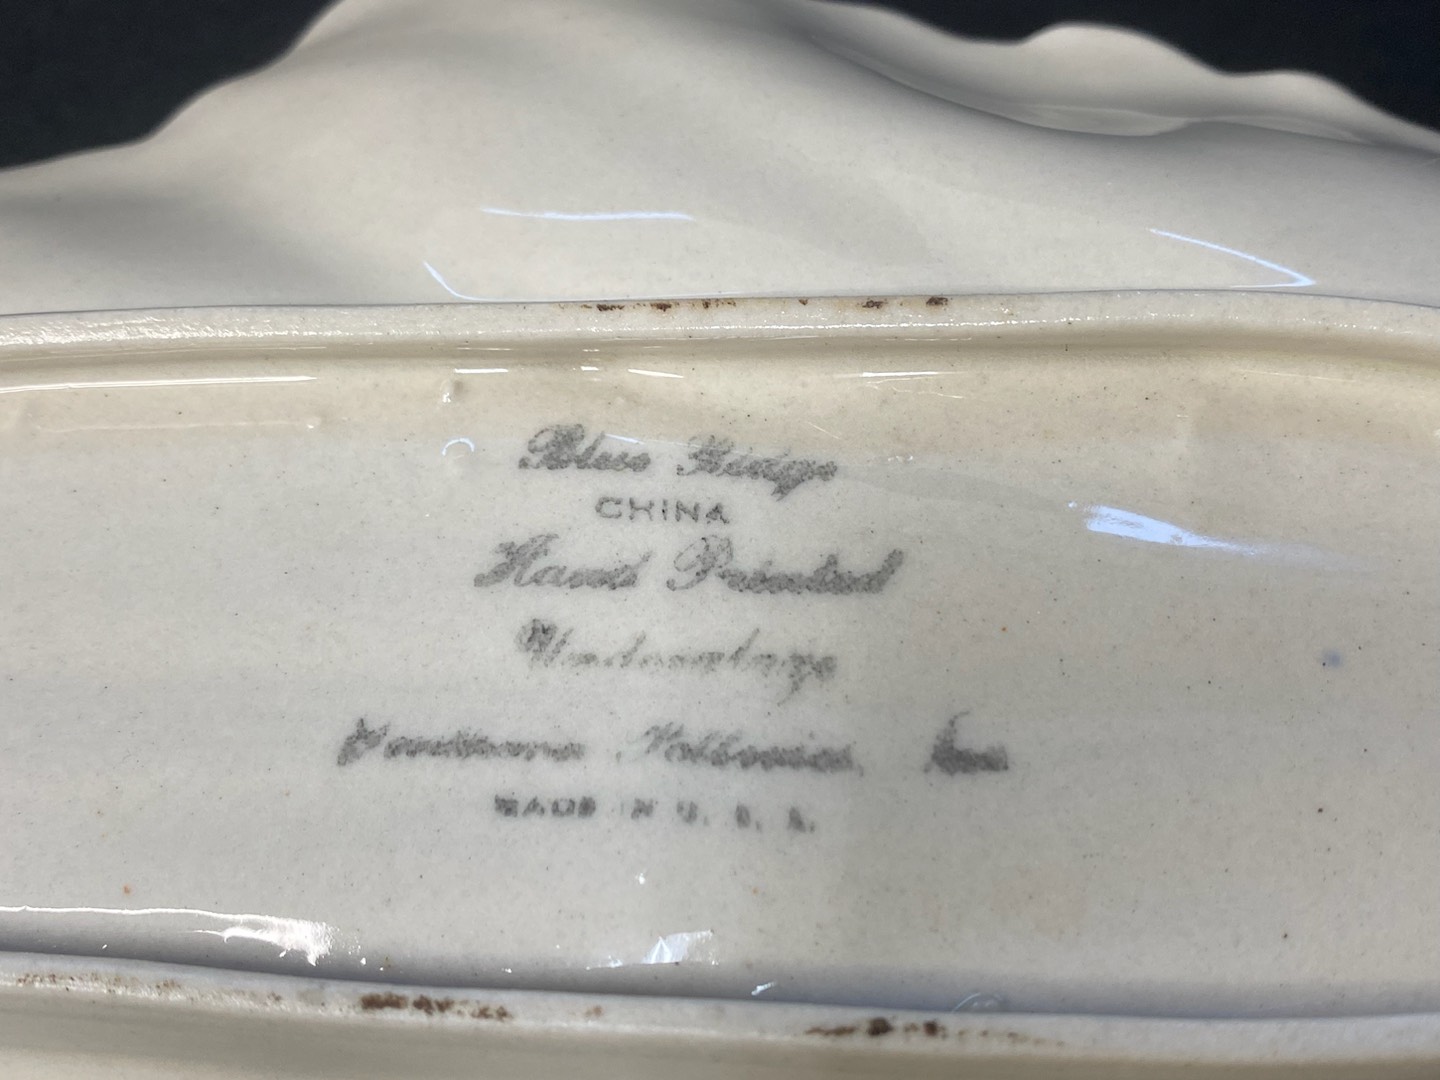 Blue Ridge
CHINA
Hand Painted
Underglaze
Southern Potteries, Inc
MADE IN U. S. A.